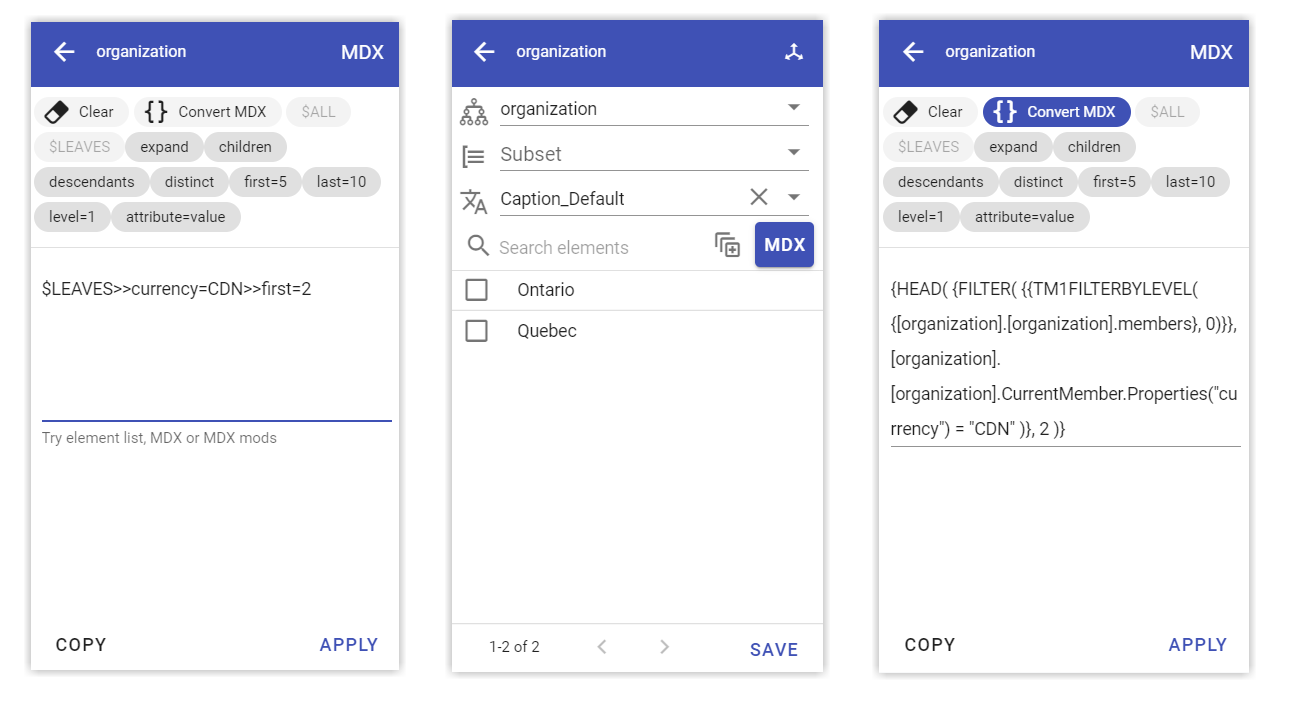 organization MDX
Clear {} Convert MDX $ALL
$LEAVES expand children
descendants distinct first=5 last=10
level=1 attribute=value
$LEAVES>>currency=CDN>>first=2
Try element list, MDX or MDX mods
COPY APPLY
organization
organization
Subset
Caption_Default
Search elements MDX
Ontario
Quebec
1-2 of 2
SAVE
organization MDX
Clear {} Convert MDX $ALL
$LEAVES expand children
descendants distinct first=5 last=10
level=1 attribute=value
{HEAD( {FILTER( {{TM1FILTERBYLEVEL(
{[organization].[organization].members}, 0)}},
[organization].
[organization].CurrentMember.Properties("cu
rrency") = "CDN" )}, 2 )}
COPY APPLY